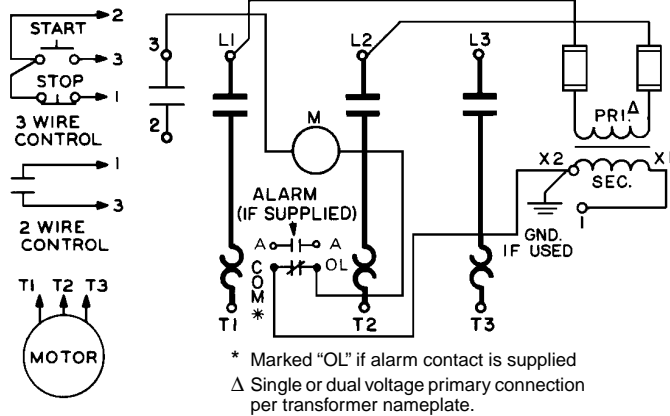 2
START
3
STOP
1
3 WIRE
CONTROL
1
3
2 WIRE
CONTROL
T1 T2 T3
MOTOR
3
2
L1
L2
L3
M
ALARM
(IF SUPPLIED)
A A
COM
*
OL
T1
T2
T3
PRI. Δ
X2
X1
SEC.
1
GND.
IF USED
* Marked “OL” if alarm contact is supplied
Δ Single or dual voltage primary connection
per transformer nameplate.